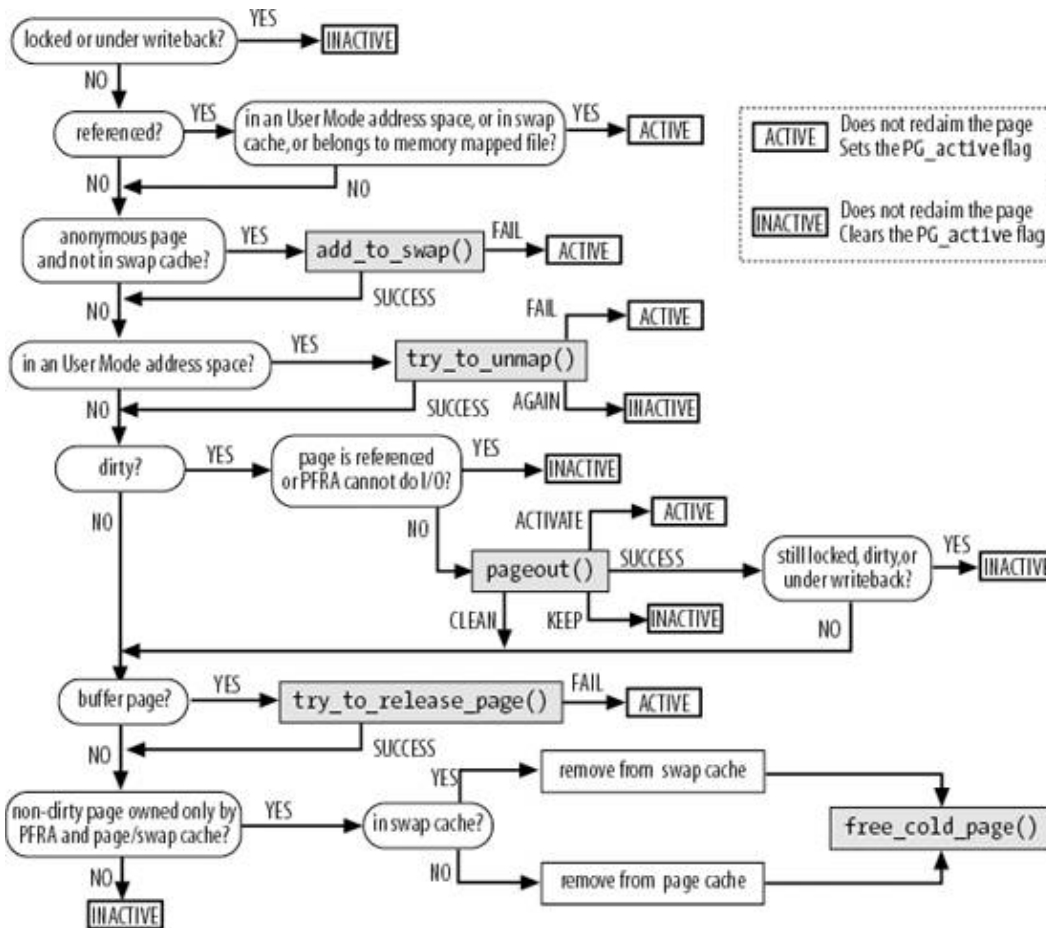 locked or under writeback?
YES
INACTIVE
NO
referenced?
YES
in an User Mode address space, or in swap
cache, or belongs to memory mapped file?
YES
ACTIVE
NO
NO
anonymous page
and not in swap cache?
YES
add_to_swap()
FAIL
ACTIVE
SUCCESS
NO
in an User Mode address space?
YES
try_to_unmap()
FAIL
ACTIVE
AGAIN
INACTIVE
SUCCESS
NO
dirty?
YES
page is referenced
or PFRA cannot do I/O?
YES
INACTIVE
NO
NO
pageout()
ACTIVATE
ACTIVE
SUCCESS
still locked, dirty, or
under writeback?
YES
INACTIVE
CLEAN
KEEP
INACTIVE
NO
buffer page?
YES
try_to_release_page()
FAIL
ACTIVE
SUCCESS
NO
non-dirty page owned only by
PFRA and page/swap cache?
YES
in swap cache?
YES
remove from swap cache
NO
remove from page cache
free_cold_page()
NO
INACTIVE
ACTIVE
Does not reclaim the page
Sets the PG_active flag
INACTIVE
Does not reclaim the page
Clears the PG_active flag